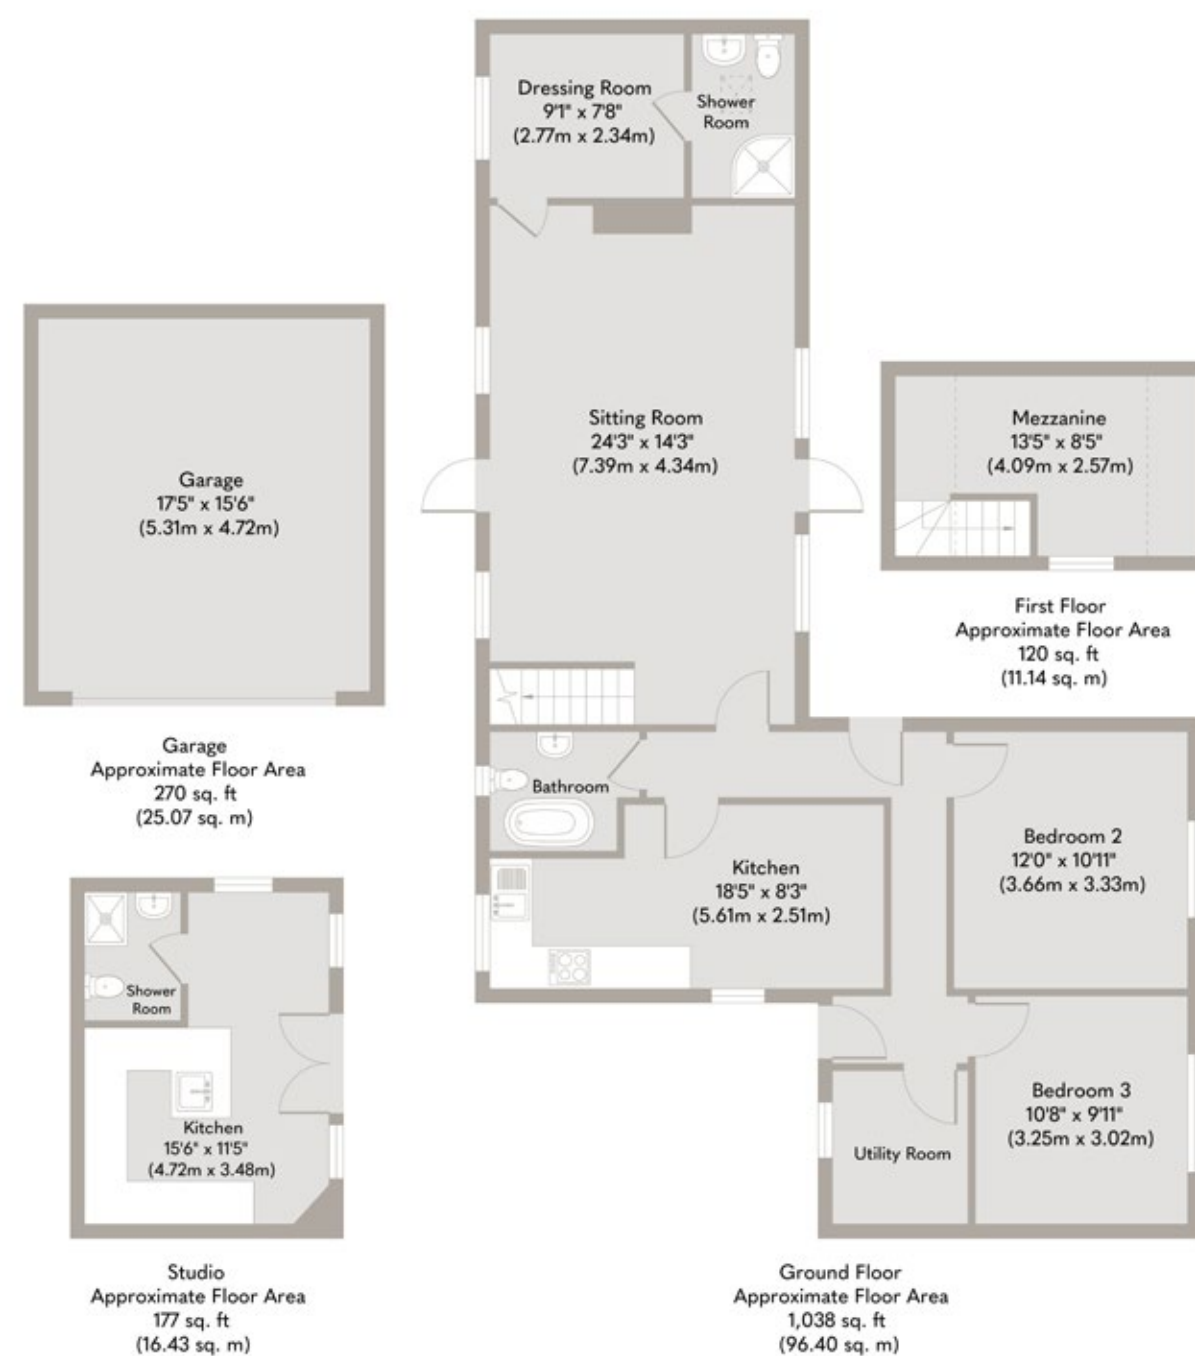 Dressing Room
9'1" x 7'8"
(2.77m x 2.34m)
Shower
Room
Sitting Room
24'3" x 14'3"
(7.39m x 4.34m)
Garage
17'5" x 15'6"
(5.31m x 4.72m)
Mezzanine
13'5" x 8'5"
(4.09m x 2.57m)
First Floor
Approximate Floor Area
120 sq. ft
(11.14 sq. m)
Garage
Approximate Floor Area
270 sq. ft
(25.07 sq. m)
Bathroom
Kitchen
18'5" x 8'3"
(5.61m x 2.51m)
Bedroom 2
12'0" x 10'11"
(3.66m x 3.33m)
Shower
Room
Kitchen
15'6" x 11'5"
(4.72m x 3.48m)
Bedroom 3
10'8" x 9'11"
(3.25m x 3.02m)
Utility Room
Studio
Approximate Floor Area
177 sq. ft
(16.43 sq. m)
Ground Floor
Approximate Floor Area
1,038 sq. ft
(96.40 sq. m)